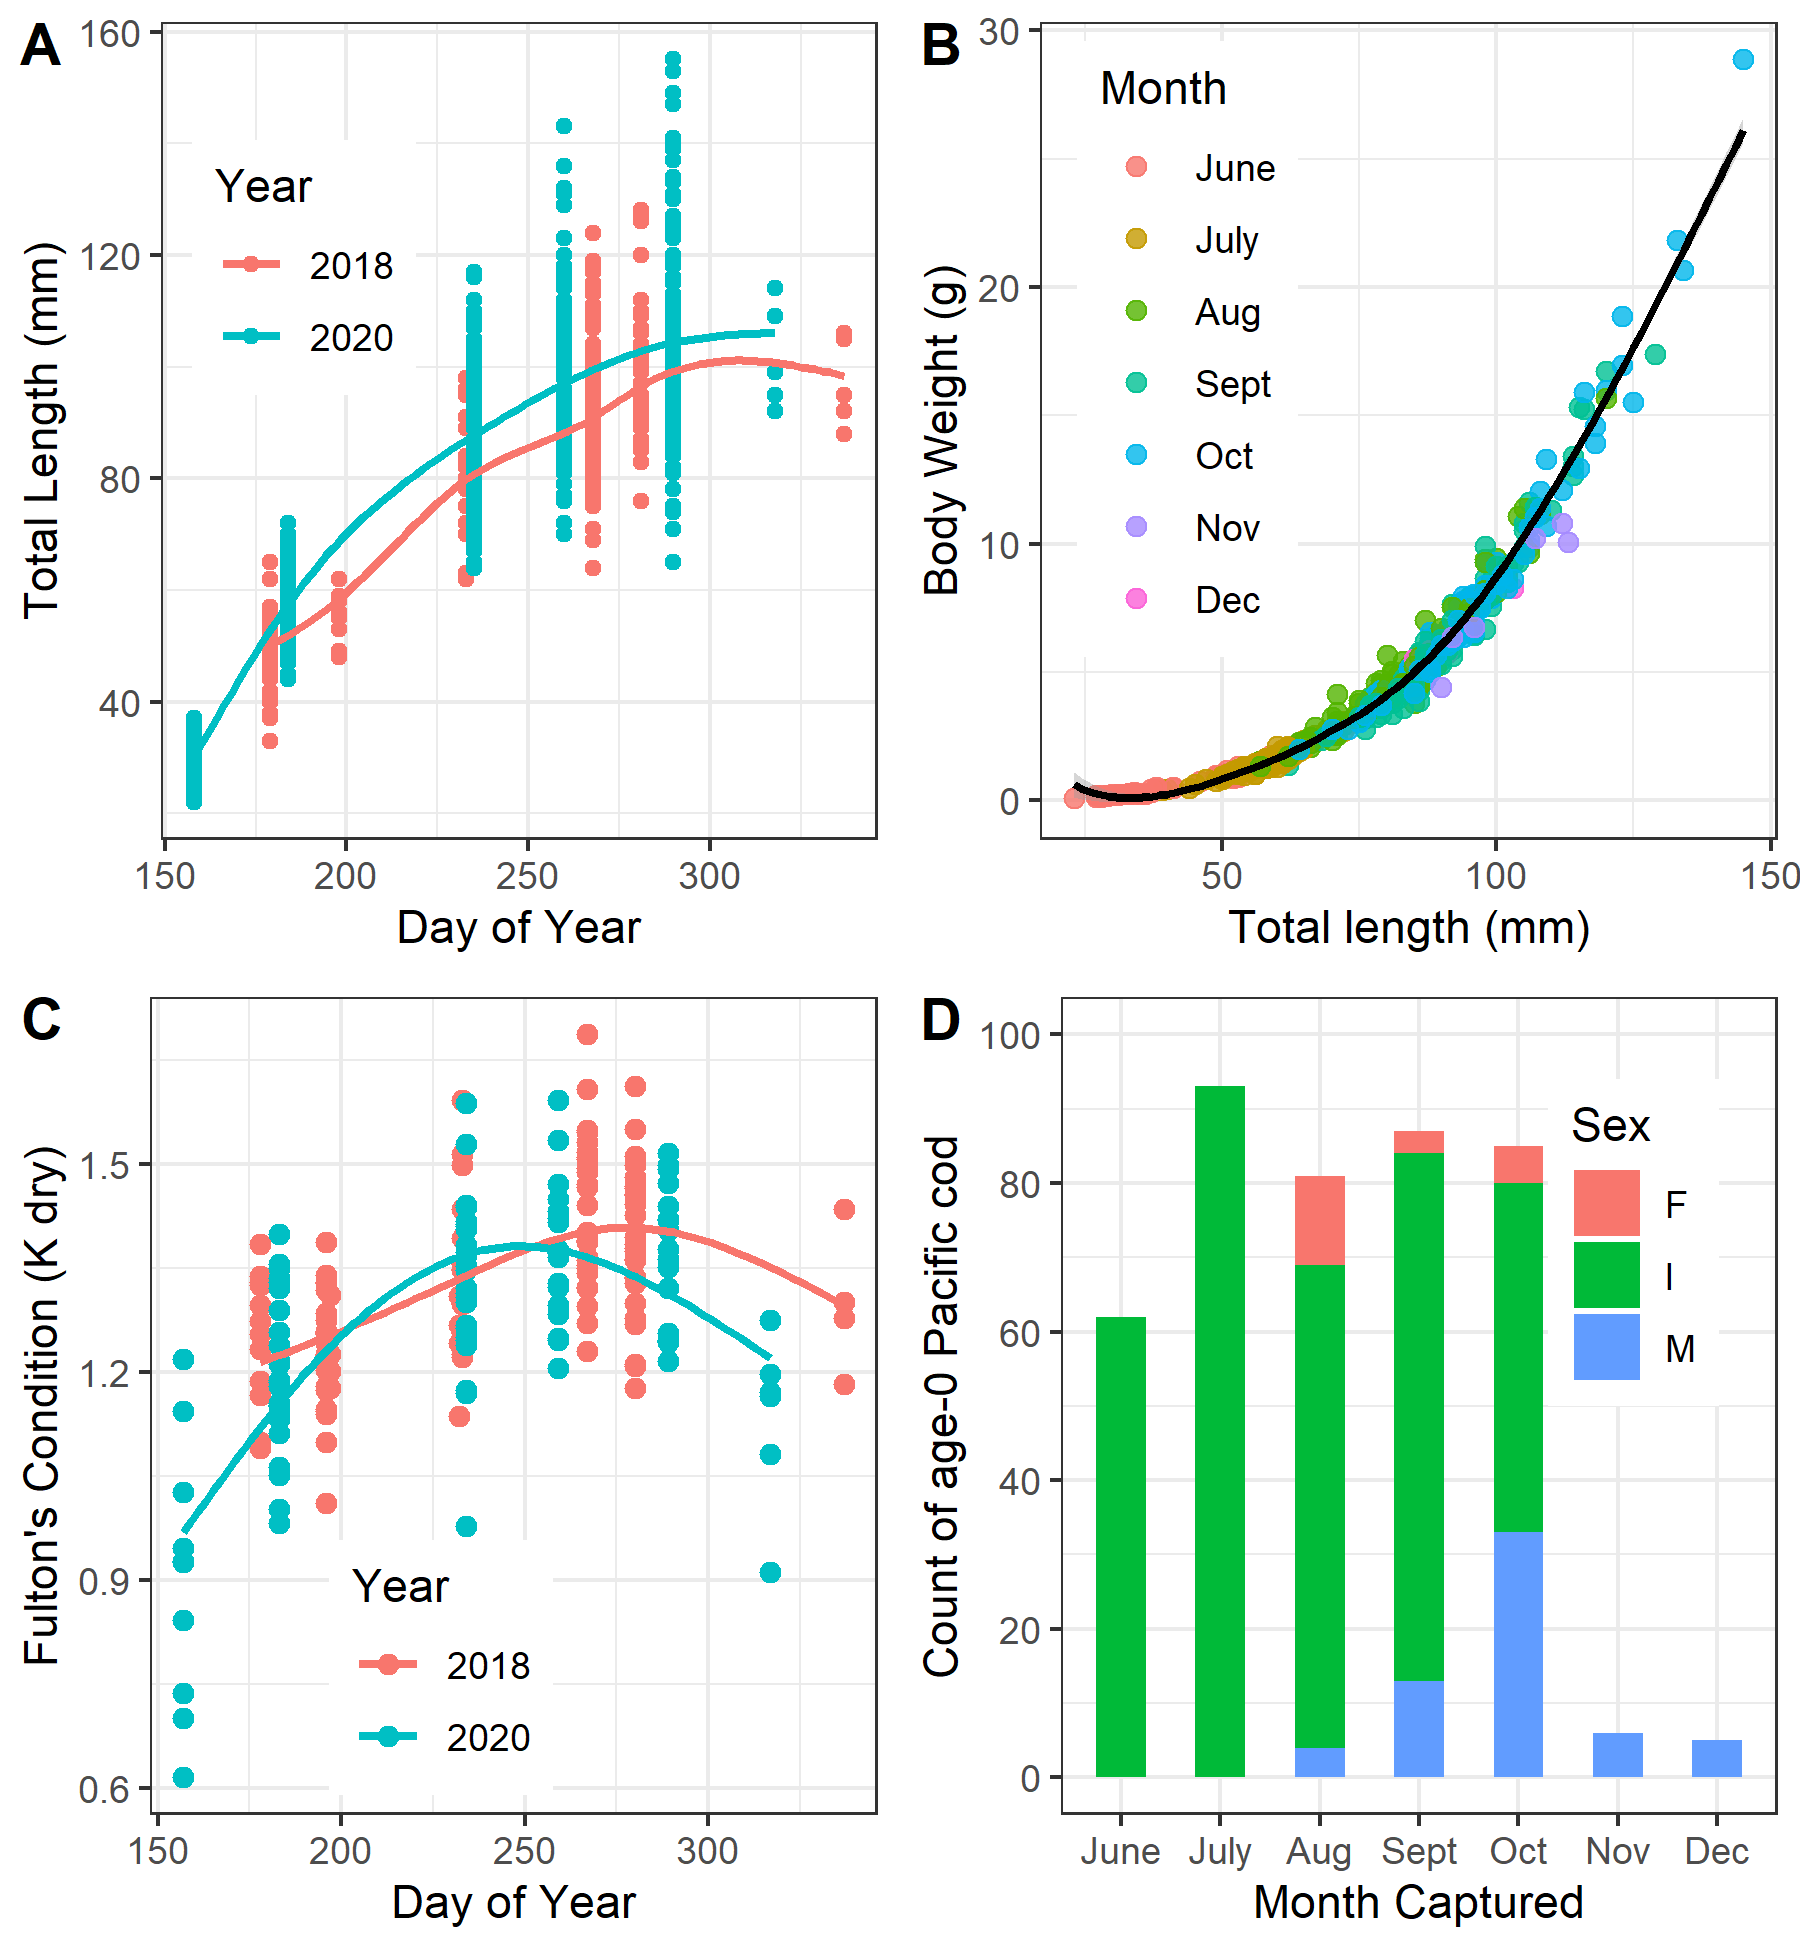 A
160
120
80
40
Total Length (mm)
Year
2018
2020
150 200 250 300
Day of Year
B
30
20
10
0
Body Weight (g)
Month
June
July
Aug
Sept
Oct
Nov
Dec
50 100 150
Total length (mm)
C
1.5
1.2
0.9
0.6
Fulton's Condition (K dry)
Year
2018
2020
150 200 250 300
Day of Year
D
100
80
60
40
20
0
Count of age-0 Pacific cod
Sex
F
I
M
June July Aug Sept Oct Nov Dec
Month Captured